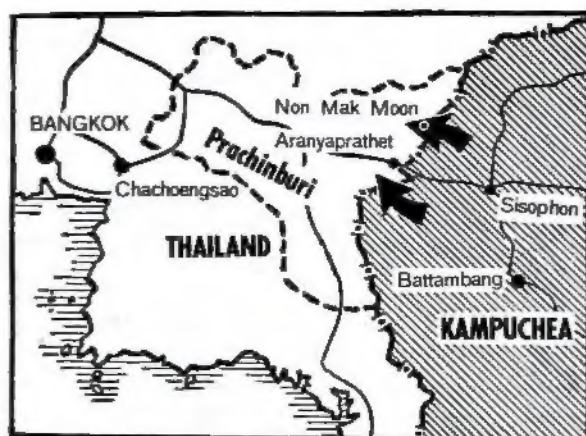 Non Mak Moon
BANGKOK
Aranyaprathet
Prachinburi
Chachoengsao
Sisophon
THAILAND
Battambang
KAMPUCHEA